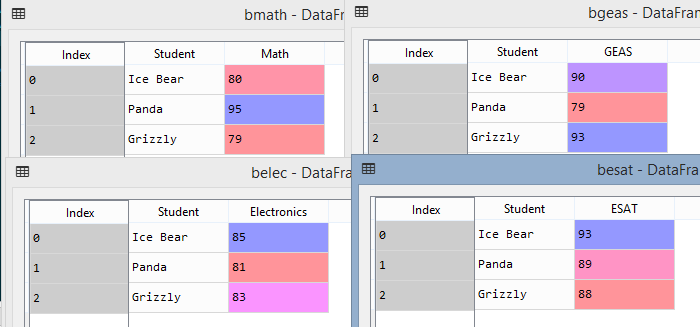 bmath - DataFram
Index Student Math
0 Ice Bear 80
1 Panda 95
2 Grizzly 79
bgeas - DataFram
Index Student GEAS
0 Ice Bear 90
1 Panda 79
2 Grizzly 93
belec - DataFra
Index Student Electronics
0 Ice Bear 85
1 Panda 81
2 Grizzly 83
besat - DataFra
Index Student ESAT
0 Ice Bear 93
1 Panda 89
2 Grizzly 88